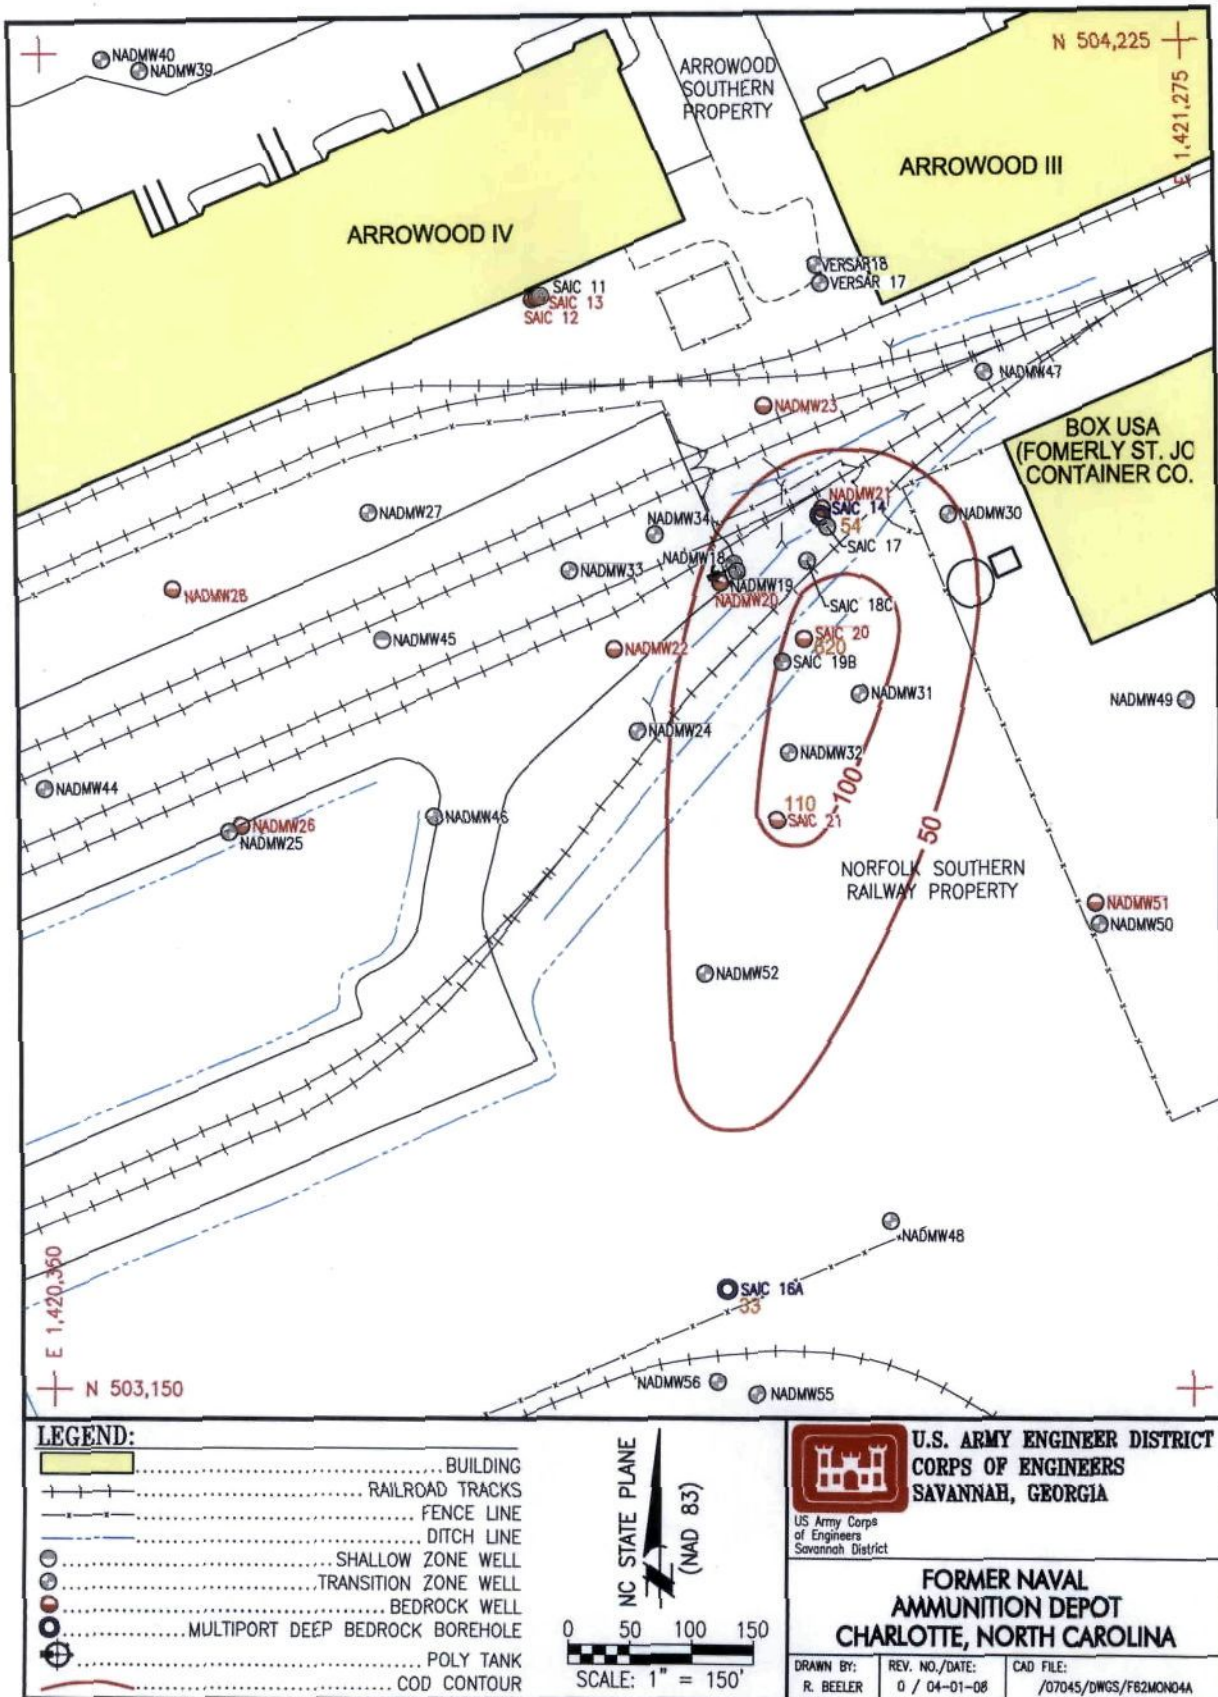 NADMW40
NADMW39
ARROWOOD
SOUTHERN
PROPERTY
N 504,225
E 1,421,275
ARROWOOD III
ARROWOOD IV
VERSAR18
VERSAR 17
SAIC 11
SAIC 13
SAIC 12
NADMW47
NADMW23
BOX USA
(FOMERLY ST. JO
CONTAINER CO.
NADMW21
SAIC 14
54
NADMW27
NADMW34
NADMW30
SAIC 17
NADMW18
NADMW33
NADMW19
NADMW20
NADMW28
SAIC 18C
NADMW45
SAIC 20
620
NADMW22
SAIC 19B
NADMW31
NADMW49
NADMW24
NADMW32
100
NADMW44
110
SAIC 21
NADMW46
50
NADMW26
NADMW25
NORFOLK SOUTHERN
RAILWAY PROPERTY
NADMW51
NADMW50
NADMW52
NADMW48
SAIC 16A
33
E 1,420,350
N 503,150
NADMW56
NADMW55
LEGEND:
BUILDING
RAILROAD TRACKS
FENCE LINE
DITCH LINE
SHALLOW ZONE WELL
TRANSITION ZONE WELL
BEDROCK WELL
MULTIPORT DEEP BEDROCK BOREHOLE
POLY TANK
COD CONTOUR
NC STATE PLANE
(NAD 83)
0 50 100 150
SCALE: 1" = 150'
U.S. ARMY ENGINEER DISTRICT
CORPS OF ENGINEERS
SAVANNAH, GEORGIA
US Army Corps
of Engineers
Savannah District
FORMER NAVAL
AMMUNITION DEPOT
CHARLOTTE, NORTH CAROLINA
DRAWN BY:
R. BEELER
REV. NO./DATE:
0 / 04-01-08
CAD FILE:
/07045/DWGS/F62MON04A